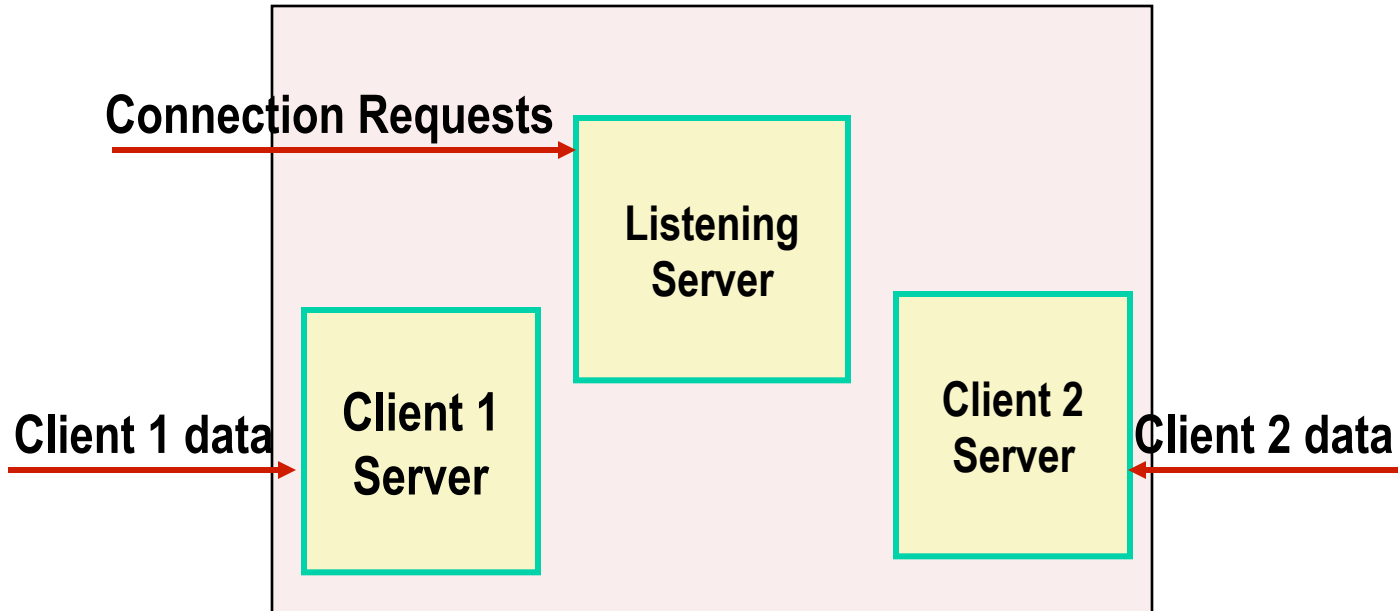 Connection Requests
Listening
Server
Client 1
Server
Client 2
Server
Client 1 data
Client 2 data